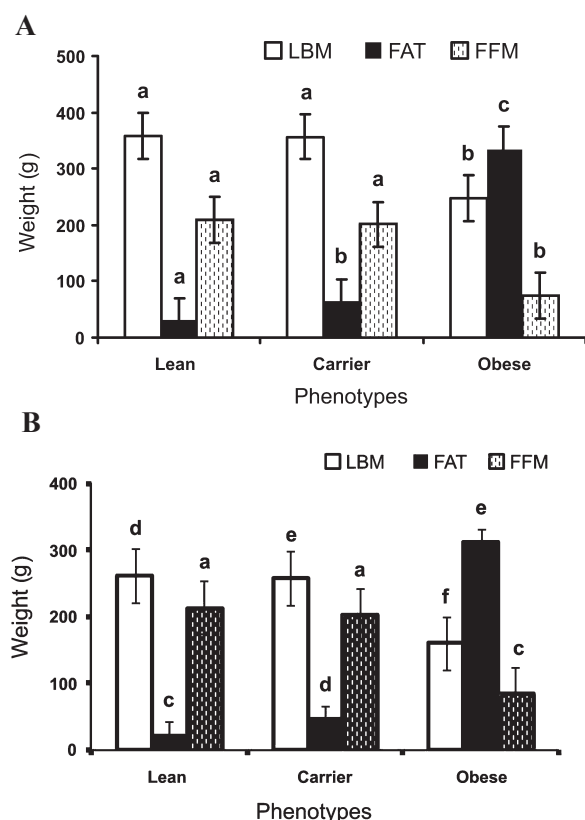 A
LBM FAT FFM
500
400
300
200
100
0
Weight (g)
a a a
a b a
b c b
Lean Carrier Obese
Phenotypes
B
LBM FAT FFM
400
300
200
100
0
Weight (g)
d c a
e d a
f e c
Lean Carrier Obese
Phenotypes